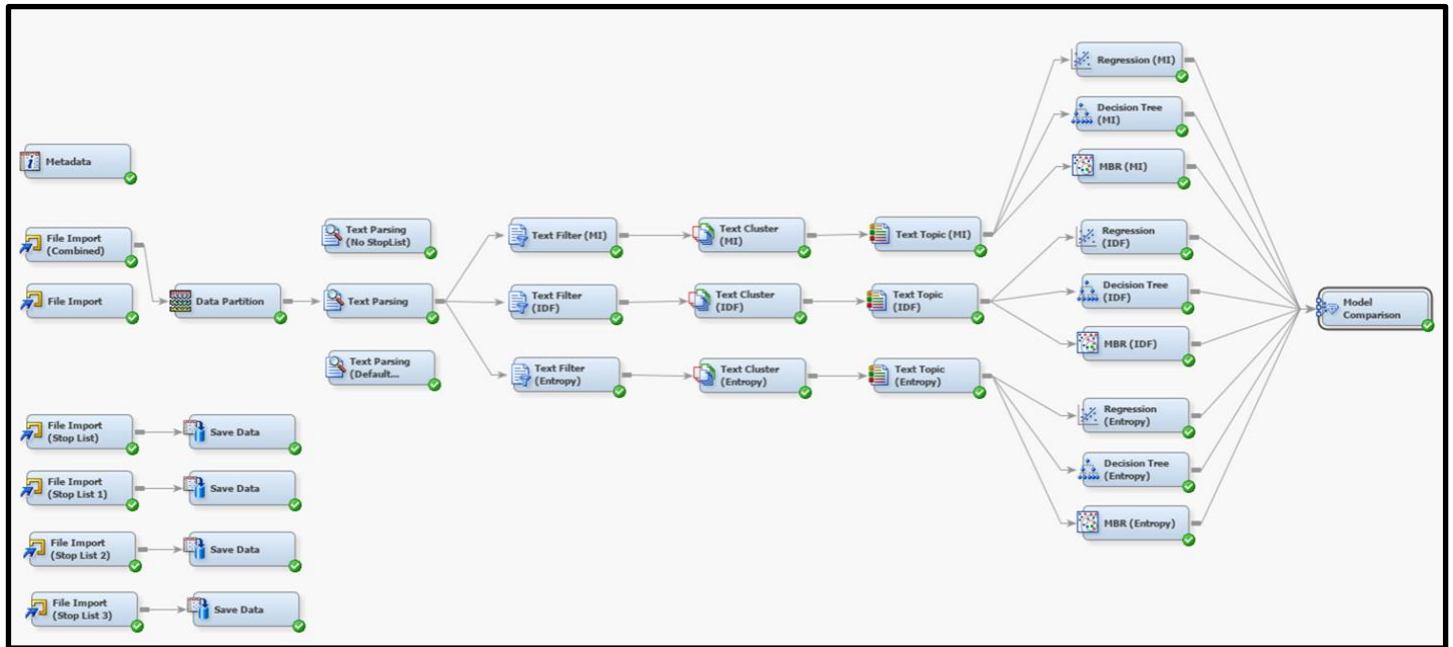 Regression (MI)
Decision Tree
(MI)
Metadata
MBR (MI)
File Import
(Combined)
Text Parsing
(No StopList)
Text Filter (MI)
Text Cluster
(MI)
Text Topic (MI)
Regression
(IDF)
File Import
Data Partition
Text Parsing
Text Filter
(IDF)
Text Cluster
(IDF)
Text Topic
(IDF)
Decision Tree
(IDF)
Model
Comparison
MBR (IDF)
Text Parsing
(Default...
Text Filter
(Entropy)
Text Cluster
(Entropy)
Text Topic
(Entropy)
Regression
(Entropy)
File Import
(Stop List)
Save Data
Decision Tree
(Entropy)
File Import
(Stop List 1)
Save Data
MBR (Entropy)
File Import
(Stop List 2)
Save Data
File Import
(Stop List 3)
Save Data